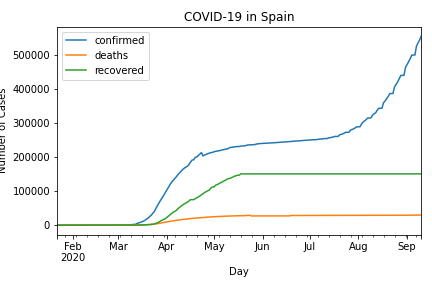 COVID-19 in Spain
confirmed
deaths
recovered
Number of Cases
500000
400000
300000
200000
100000
0
Feb Mar Apr May Jun Jul Aug Sep
2020
Day